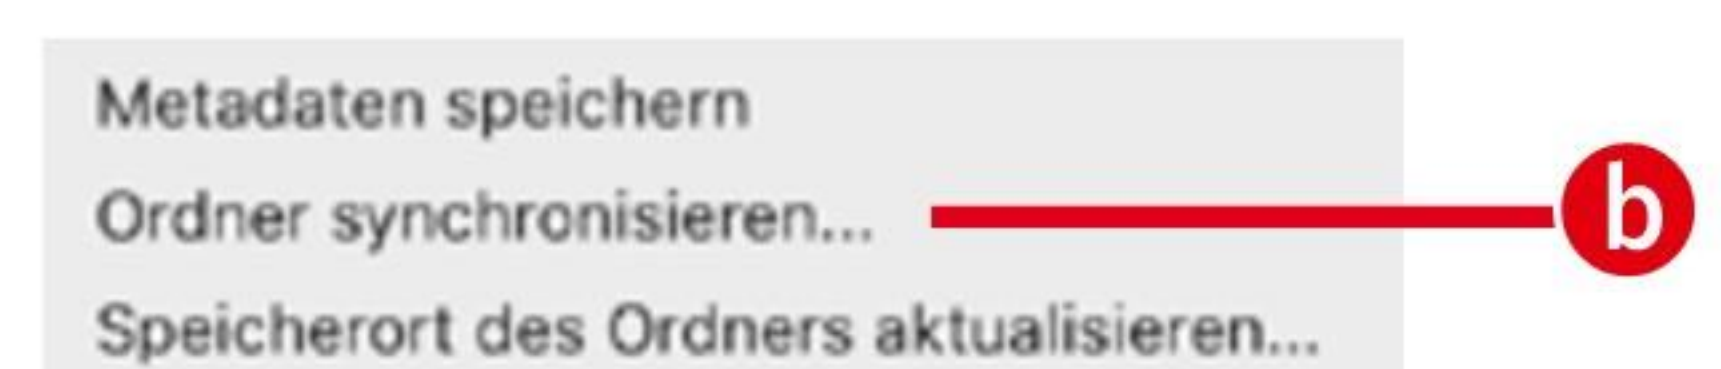 Metadaten speichern
Ordner synchronisieren... b
Speicherort des Ordners aktualisieren...